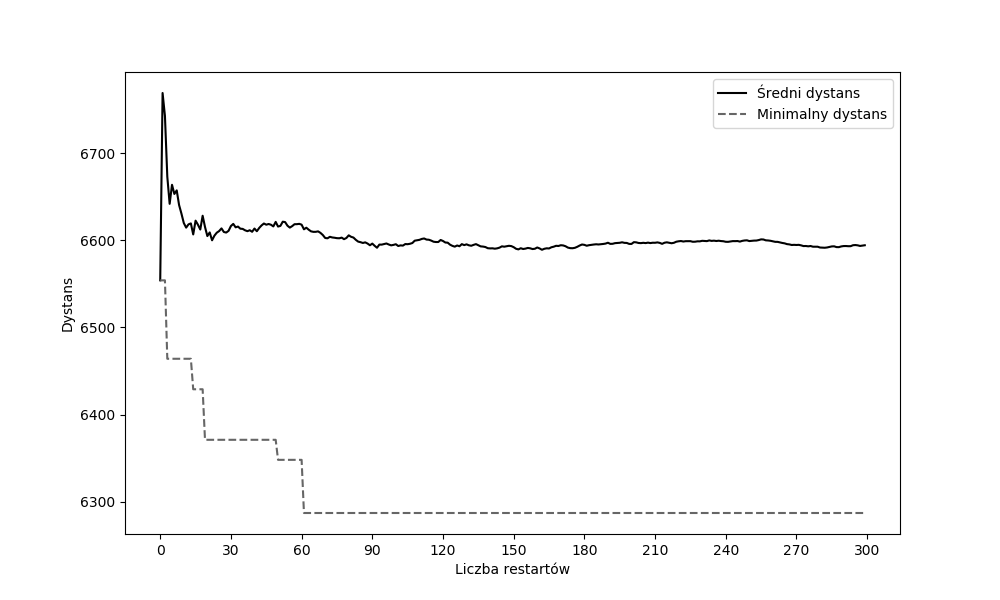 Średni dystans
Minimalny dystans
Dystans
6700
6600
6500
6400
6300
0 30 60 90 120 150 180 210 240 270 300
Liczba restartów